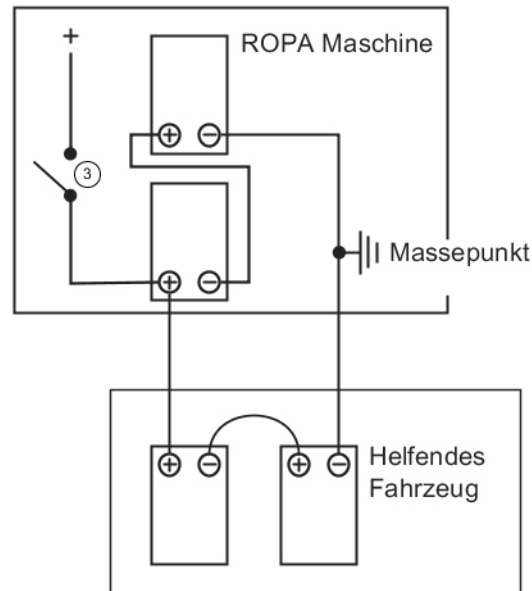 +
ROPA Maschine
+ −
3
Massepunkt
+ −
+ − + −
Helfendes
Fahrzeug